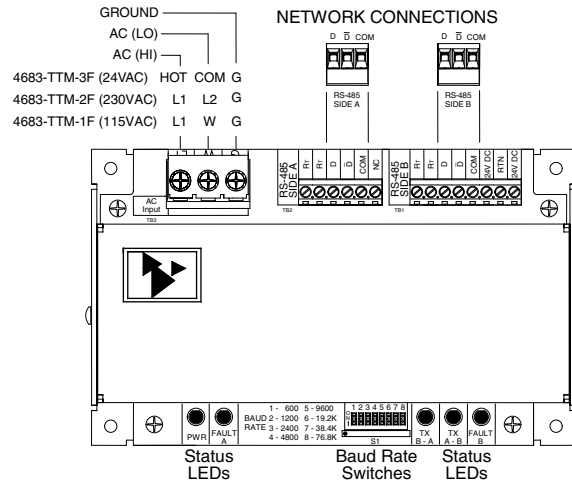 GROUND
AC (LO)
AC (HI)
4683-TTM-3F (24VAC) HOT COM G
4683-TTM-2F (230VAC) L1 L2 G
4683-TTM-1F (115VAC) L1 W G
NETWORK CONNECTIONS
D D̅ COM
RS-485
SIDE A
D D̅ COM
RS-485
SIDE B
AC
Input
TB3
RS-485
SIDE A
RT RT D D̅ COM NC
TB2
RS-485
SIDE B
RT RT D D̅ COM 24V DC RTN 24V DC
TB1
PWR
FAULT
A
BAUD
RATE
1 - 600 5 - 9600
2 - 1200 6 - 19.2K
3 - 2400 7 - 38.4K
4 - 4800 8 - 76.8K
1 2 3 4 5 6 7 8
S1
TX
B - A
TX
A - B
FAULT
B
Status
LEDs
Baud Rate
Switches
Status
LEDs